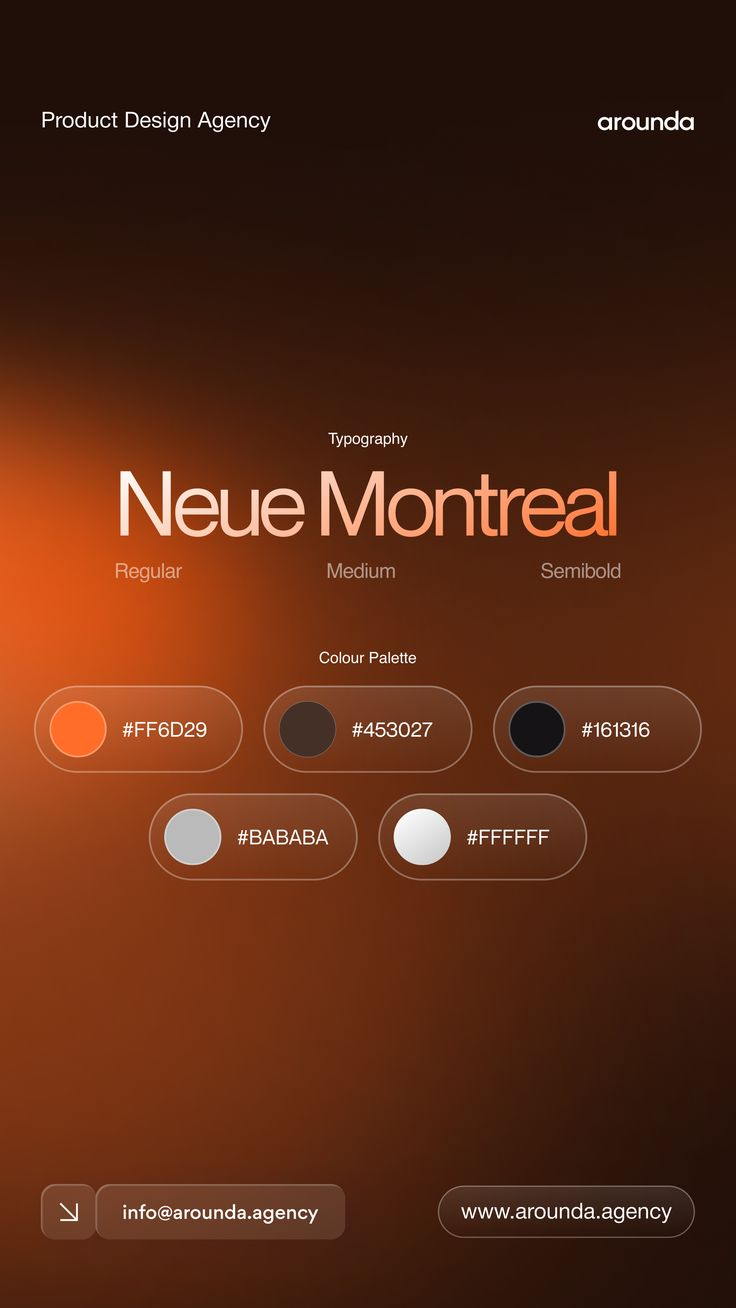 Product Design Agency
arounda
Typography
Neue Montreal
Regular Medium Semibold
Colour Palette
#FF6D29 #453027 #161316
#BABABA #FFFFFF
info@arounda.agency
www.arounda.agency